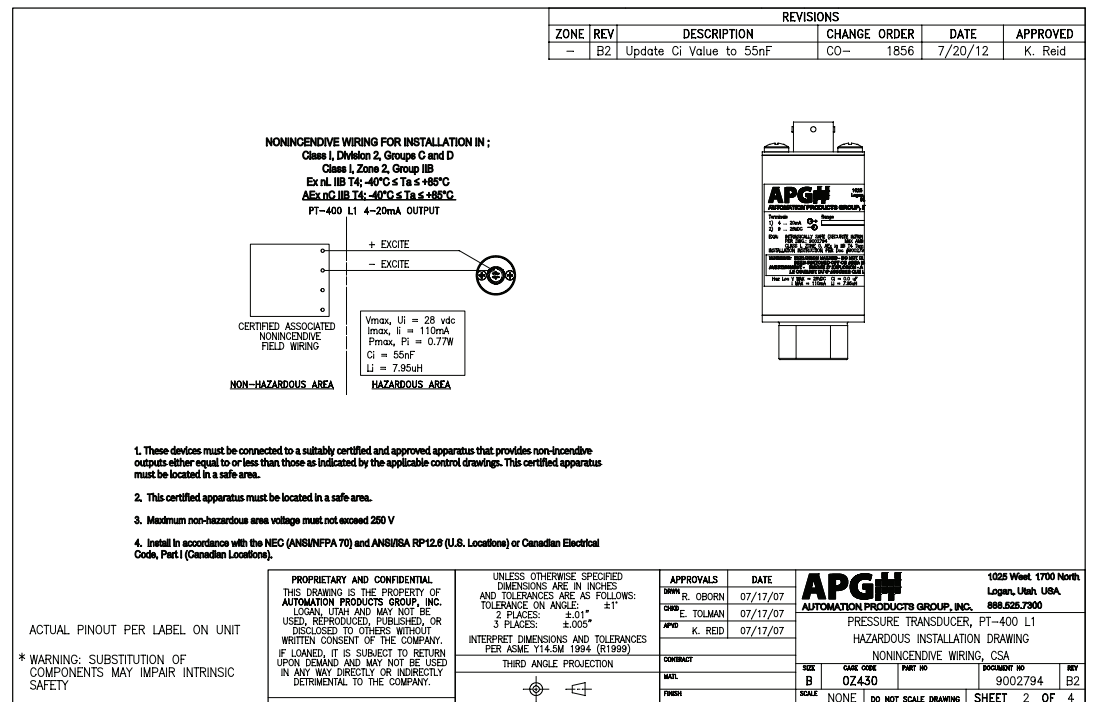 REVISIONS
ZONE REV DESCRIPTION CHANGE ORDER DATE APPROVED
– B2 Update Ci Value to 55nF CO– 1856 7/20/12 K. Reid
NONINCENDIVE WIRING FOR INSTALLATION IN ;
Class I, Division 2, Groups C and D
Class I, Zone 2, Group IIB
Ex nL IIB T4; -40°C ≤ Ta ≤ +85°C
AEx nC IIB T4; -40°C ≤ Ta ≤ +85°C
PT-400 L1 4-20mA OUTPUT
+ EXCITE
– EXCITE
CERTIFIED ASSOCIATED
NONINCENDIVE
FIELD WIRING
Vmax, Ui = 28 vdc
Imax, Ii = 110mA
Pmax, Pi = 0.77W
Ci = 55nF
Li = 7.95uH
NON-HAZARDOUS AREA
HAZARDOUS AREA
APG
AUTOMATION PRODUCTS GROUP,
1. These devices must be connected to a suitably certified and approved apparatus that provides non-incendive
outputs either equal to or less than those as indicated by the applicable control drawings. This certified apparatus
must be located in a safe area.
2. This certified apparatus must be located in a safe area.
3. Maximum non-hazardous area voltage must not exceed 250 V
4. Install in accordance with the NEC (ANSI/NFPA 70) and ANSI/ISA RP12.6 (U.S. Locations) or Canadian Electrical
Code, Part I (Canadian Locations).
ACTUAL PINOUT PER LABEL ON UNIT
* WARNING: SUBSTITUTION OF
COMPONENTS MAY IMPAIR INTRINSIC
SAFETY
PROPRIETARY AND CONFIDENTIAL
THIS DRAWING IS THE PROPERTY OF
AUTOMATION PRODUCTS GROUP, INC.
LOGAN, UTAH AND MAY NOT BE
USED, REPRODUCED, PUBLISHED, OR
DISCLOSED TO OTHERS WITHOUT
WRITTEN CONSENT OF THE COMPANY.
IF LOANED, IT IS SUBJECT TO RETURN
UPON DEMAND AND MAY NOT BE USED
IN ANY WAY DIRECTLY OR INDIRECTLY
DETRIMENTAL TO THE COMPANY.
UNLESS OTHERWISE SPECIFIED
DIMENSIONS ARE IN INCHES
AND TOLERANCES ARE AS FOLLOWS:
TOLERANCE ON ANGLE: ±1°
2 PLACES: ±.01"
3 PLACES: ±.005"
INTERPRET DIMENSIONS AND TOLERANCES
PER ASME Y14.5M 1994 (R1999)
THIRD ANGLE PROJECTION
APPROVALS DATE
DRWN R. OBORN 07/17/07
CHKD E. TOLMAN 07/17/07
APVD K. REID 07/17/07
CONTRACT
MATL
FINISH
APG
AUTOMATION PRODUCTS GROUP, INC.
1025 West 1700 North
Logan, Utah USA
888.525.7300
PRESSURE TRANSDUCER, PT-400 L1
HAZARDOUS INSTALLATION DRAWING
NONINCENDIVE WIRING, CSA
SIZE CAGE CODE PART NO DOCUMENT NO REV
B 0Z430 9002794 B2
SCALE NONE DO NOT SCALE DRAWING SHEET 2 OF 4